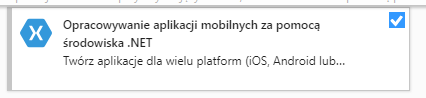 Opracowywanie aplikacji mobilnych za pomocą
środowiska .NET
Twórz aplikacje dla wielu platform (iOS, Android lub...